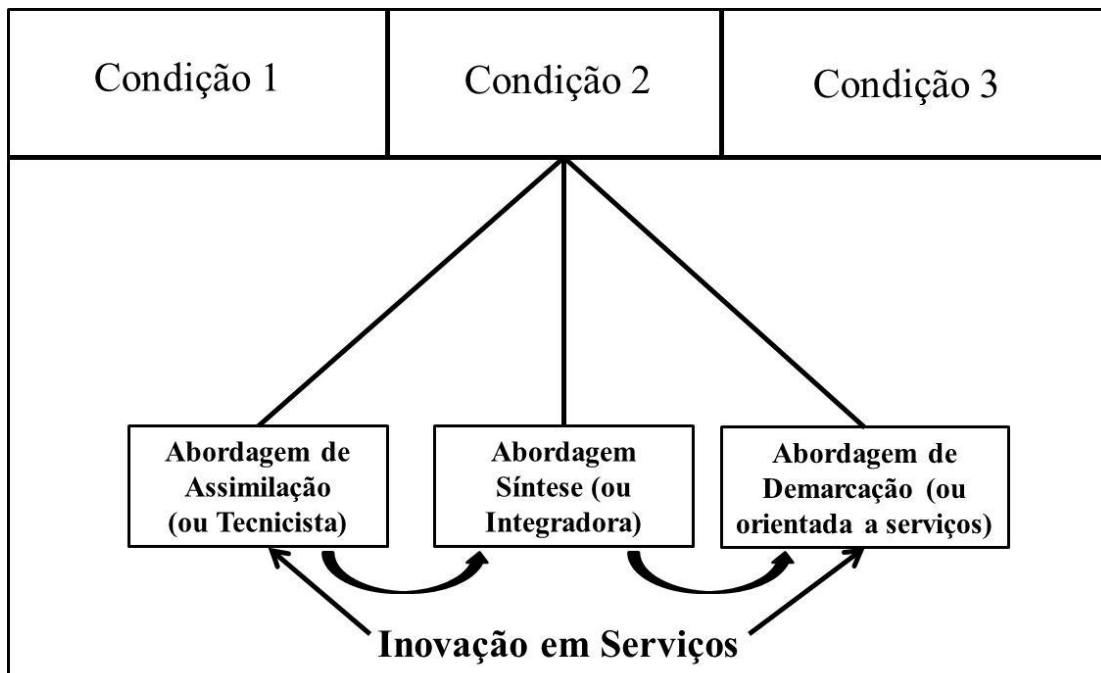 Condição 1
Condição 2
Condição 3
Abordagem de
Assimilação
(ou Tecnicista)
Abordagem
Síntese (ou
Integradora)
Abordagem de
Demarcação (ou
orientada a serviços)
Inovação em Serviços